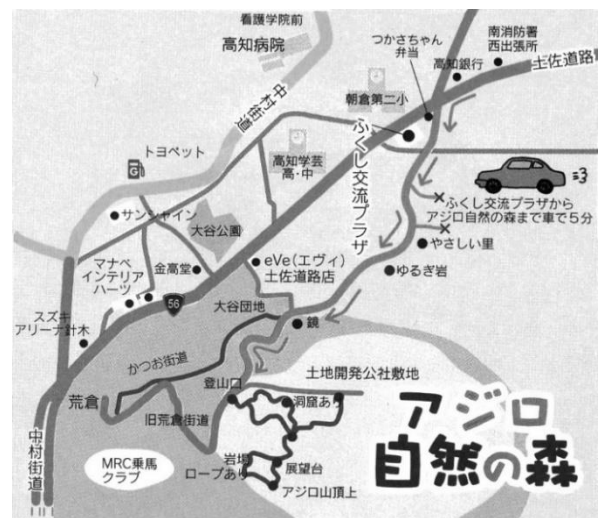 看護学院前
高知病院
つかさちゃん
弁当
南消防署
西出張所
高知銀行
土佐道路
朝倉第二小
中村街道
ふくし交流プラザ
トヨペット
G
高知学芸
高・中
ふくし交流プラザから
アジロ自然の森まで車で5分
サンシャイン
大谷公園
やさしい里
マナベ
インテリア
ハーツ
金高堂
eVe(エヴィ)
土佐道路店
ゆるぎ岩
56
大谷団地
スズキ
アリーナ針木
鏡
かつお街道
登山口
土地開発公社敷地
荒倉
洞窟あり
旧荒倉街道
アジロ
自然の森
中村街道
MRC乗馬
クラブ
岩場
ロープあり
展望台
アジロ山頂上